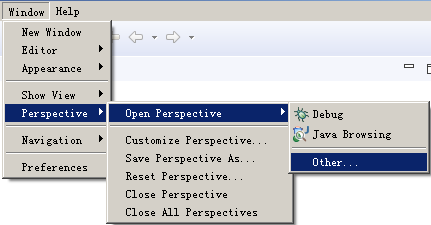 Window Help
New Window
Editor
Appearance
Show View
Perspective
Navigation
Preferences
Open Perspective
Customize Perspective...
Save Perspective As...
Reset Perspective...
Close Perspective
Close All Perspectives
Debug
Java Browsing
Other...